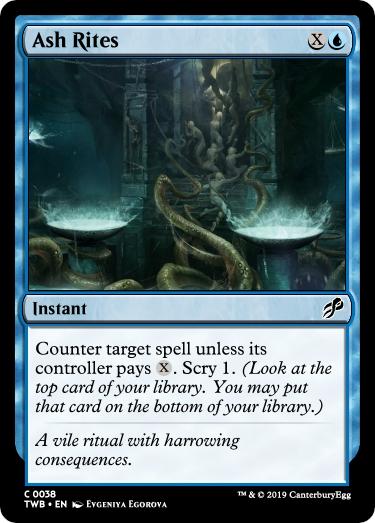 Ash Rites X
Instant
Counter target spell unless its
controller pays X. Scry 1. (Look at the
top card of your library. You may put
that card on the bottom of your library.)
A vile ritual with harrowing
consequences.
C 0038
TWB • EN Evgeniya Egorova
™ & © 2019 CanterburyEgg